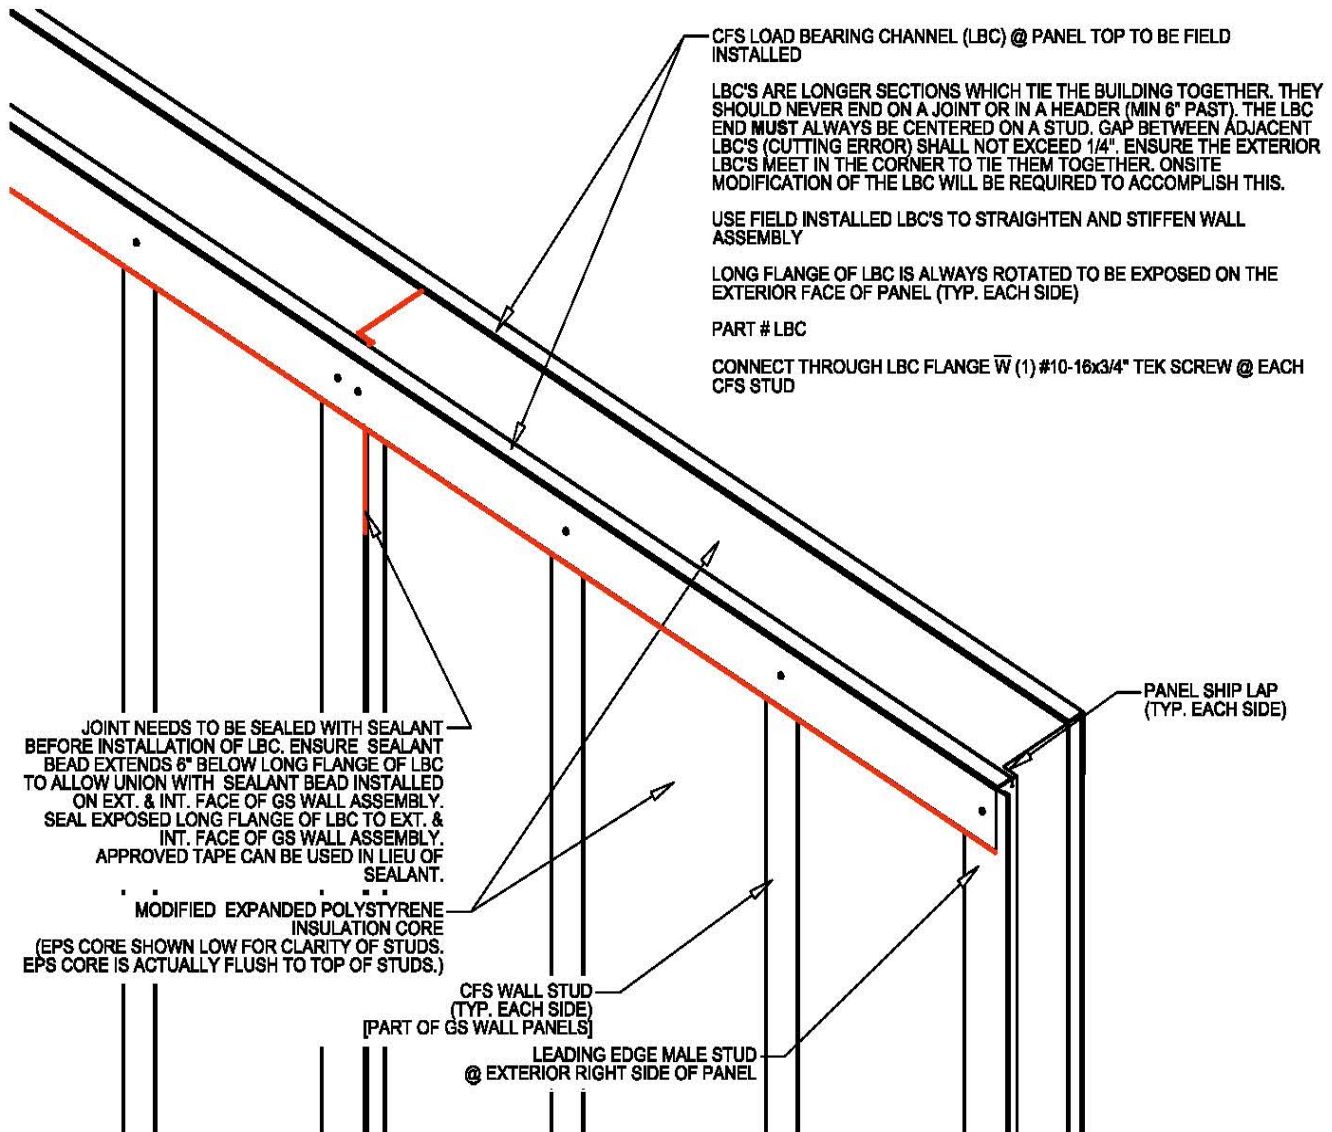 CFS LOAD BEARING CHANNEL (LBC) @ PANEL TOP TO BE FIELD
INSTALLED
LBC'S ARE LONGER SECTIONS WHICH TIE THE BUILDING TOGETHER. THEY
SHOULD NEVER END ON A JOINT OR IN A HEADER (MIN 6" PAST). THE LBC
END MUST ALWAYS BE CENTERED ON A STUD. GAP BETWEEN ADJACENT
LBC'S (CUTTING ERROR) SHALL NOT EXCEED 1/4". ENSURE THE EXTERIOR
LBC'S MEET IN THE CORNER TO TIE THEM TOGETHER. ONSITE
MODIFICATION OF THE LBC WILL BE REQUIRED TO ACCOMPLISH THIS.
USE FIELD INSTALLED LBC'S TO STRAIGHTEN AND STIFFEN WALL
ASSEMBLY
LONG FLANGE OF LBC IS ALWAYS ROTATED TO BE EXPOSED ON THE
EXTERIOR FACE OF PANEL (TYP. EACH SIDE)
PART # LBC
CONNECT THROUGH LBC FLANGE W̅ (1) #10-16x3/4" TEK SCREW @ EACH
CFS STUD
PANEL SHIP LAP
(TYP. EACH SIDE)
JOINT NEEDS TO BE SEALED WITH SEALANT
BEFORE INSTALLATION OF LBC. ENSURE SEALANT
BEAD EXTENDS 6" BELOW LONG FLANGE OF LBC
TO ALLOW UNION WITH SEALANT BEAD INSTALLED
ON EXT. & INT. FACE OF GS WALL ASSEMBLY.
SEAL EXPOSED LONG FLANGE OF LBC TO EXT. &
INT. FACE OF GS WALL ASSEMBLY.
APPROVED TAPE CAN BE USED IN LIEU OF
SEALANT.
MODIFIED EXPANDED POLYSTYRENE
INSULATION CORE
(EPS CORE SHOWN LOW FOR CLARITY OF STUDS.
EPS CORE IS ACTUALLY FLUSH TO TOP OF STUDS.)
CFS WALL STUD
(TYP. EACH SIDE)
[PART OF GS WALL PANELS]
LEADING EDGE MALE STUD
@ EXTERIOR RIGHT SIDE OF PANEL